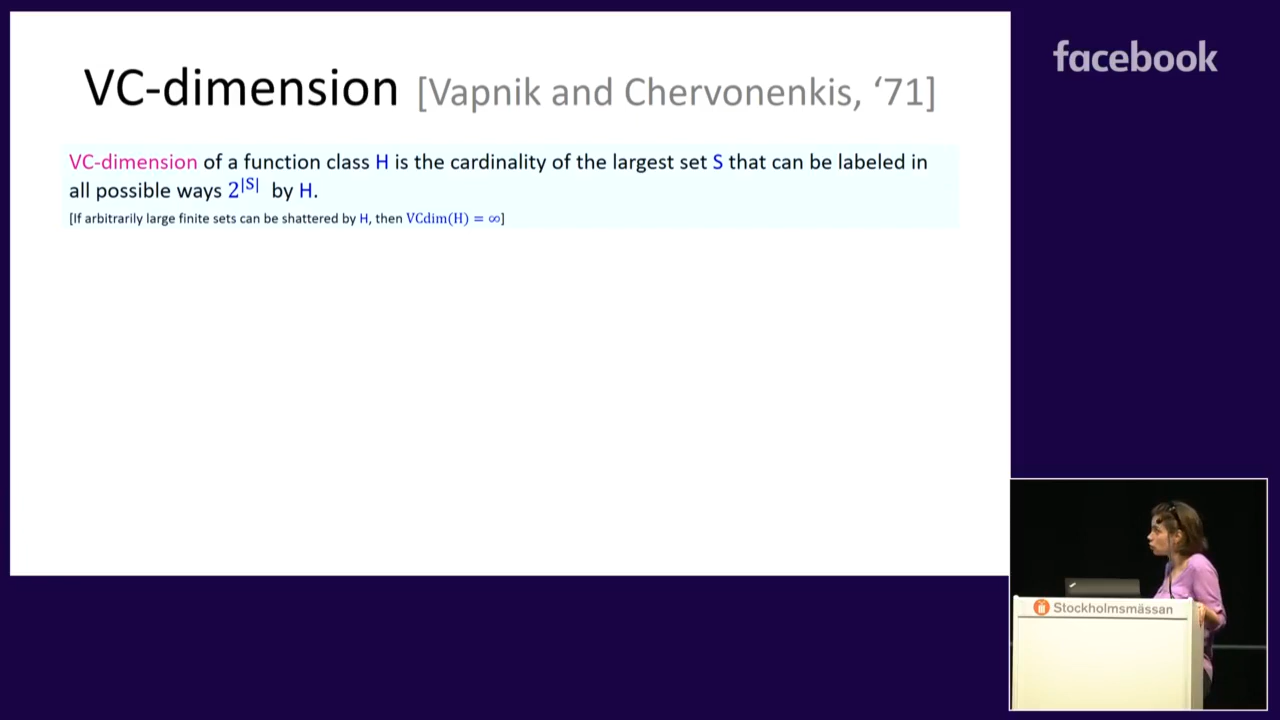 facebook
VC-dimension [Vapnik and Chervonenkis, ‘71]
VC-dimension of a function class H is the cardinality of the largest set S that can be labeled in
all possible ways 2^|S| by H.
[If arbitrarily large finite sets can be shattered by H, then VCdim(H) = ∞]
Stockholmsmässan